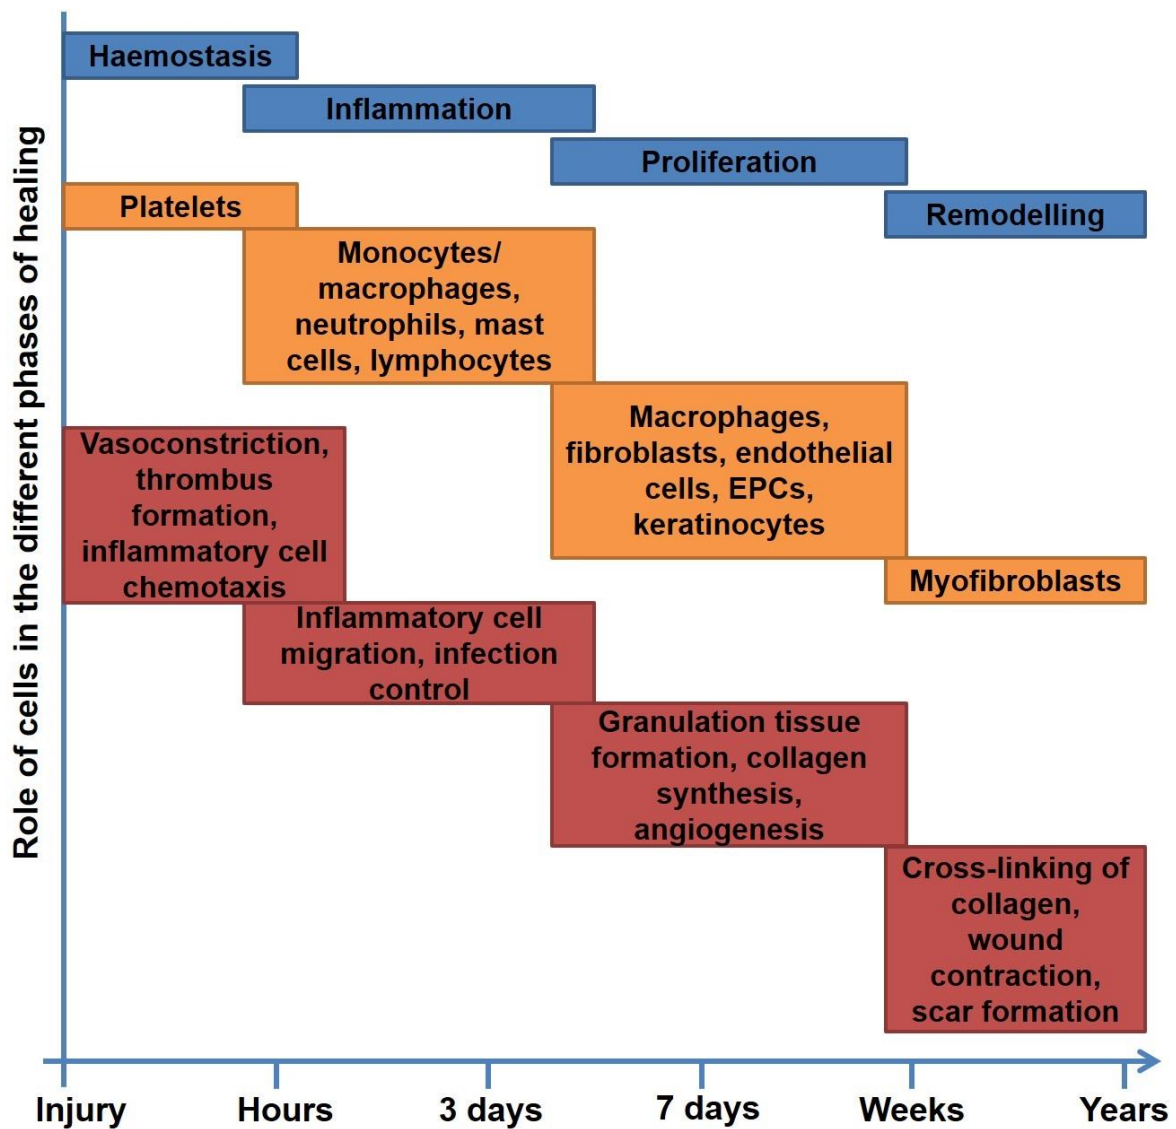 Role of cells in the different phases of healing
Haemostasis
Inflammation
Proliferation
Remodelling
Platelets
Monocytes/
macrophages,
neutrophils, mast
cells, lymphocytes
Macrophages,
fibroblasts, endothelial
cells, EPCs,
keratinocytes
Myofibroblasts
Vasoconstriction,
thrombus
formation,
inflammatory cell
chemotaxis
Inflammatory cell
migration, infection
control
Granulation tissue
formation, collagen
synthesis,
angiogenesis
Cross-linking of
collagen,
wound
contraction,
scar formation
Injury
Hours
3 days
7 days
Weeks
Years